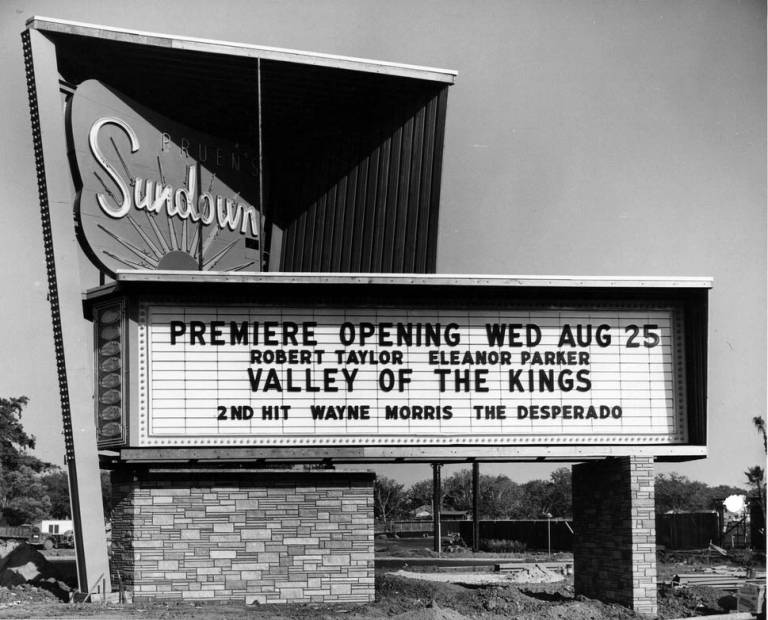 PRUEN'S
Sundown
PREMIERE OPENING WED AUG 25
ROBERT TAYLOR ELEANOR PARKER
VALLEY OF THE KINGS
2ND HIT WAYNE MORRIS THE DESPERADO